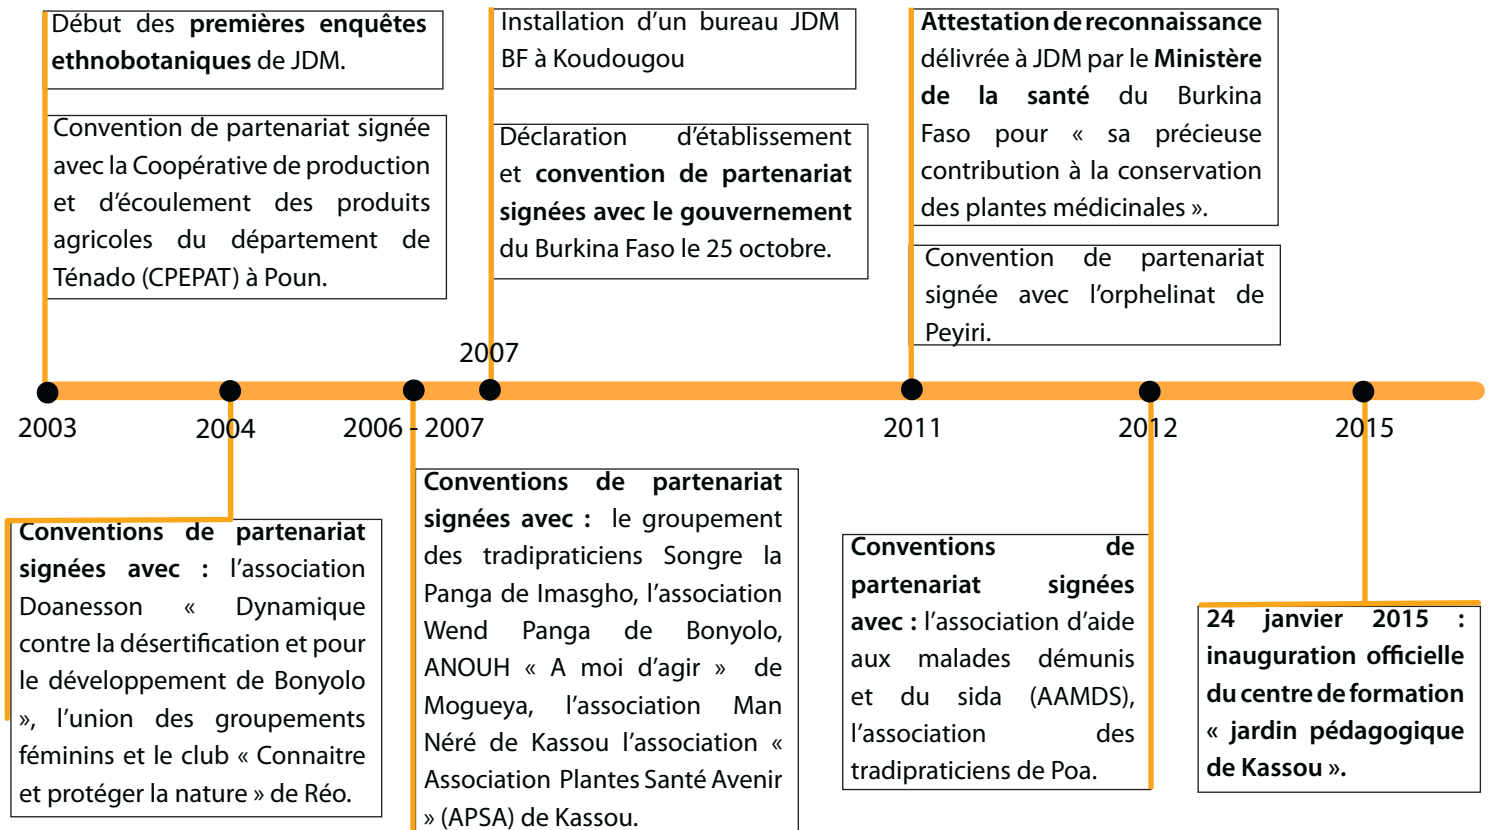 Début des premières enquêtes
ethnobotaniques de JDM.
Convention de partenariat signée
avec la Coopérative de production
et d'écoulement des produits
agricoles du département de
Ténado (CPEPAT) à Poun.
Installation d'un bureau JDM
BF à Koudougou
Déclaration d'établissement
et convention de partenariat
signées avec le gouvernement
du Burkina Faso le 25 octobre.
Attestation de reconnaissance
délivrée à JDM par le Ministère
de la santé du Burkina
Faso pour « sa précieuse
contribution à la conservation
des plantes médicinales ».
Convention de partenariat
signée avec l'orphelinat de
Peyiri.
2007
2003
2004
2006 - 2007
2011
2012
2015
Conventions de partenariat
signées avec : l'association
Doanesson « Dynamique
contre la désertification et pour
le développement de Bonyolo
», l'union des groupements
féminins et le club « Connaitre
et protéger la nature » de Réo.
Conventions de partenariat
signées avec : le groupement
des tradipraticiens Songre la
Panga de Imasgho, l'association
Wend Panga de Bonyolo,
ANOUH « A moi d'agir » de
Mogueya, l'association Man
Néré de Kassou l'association «
Association Plantes Santé Avenir
» (APSA) de Kassou.
Conventions de
partenariat signées
avec : l'association d'aide
aux malades démunis
et du sida (AAMDS),
l'association des
tradipraticiens de Poa.
24 janvier 2015 :
inauguration officielle
du centre de formation
« jardin pédagogique
de Kassou ».